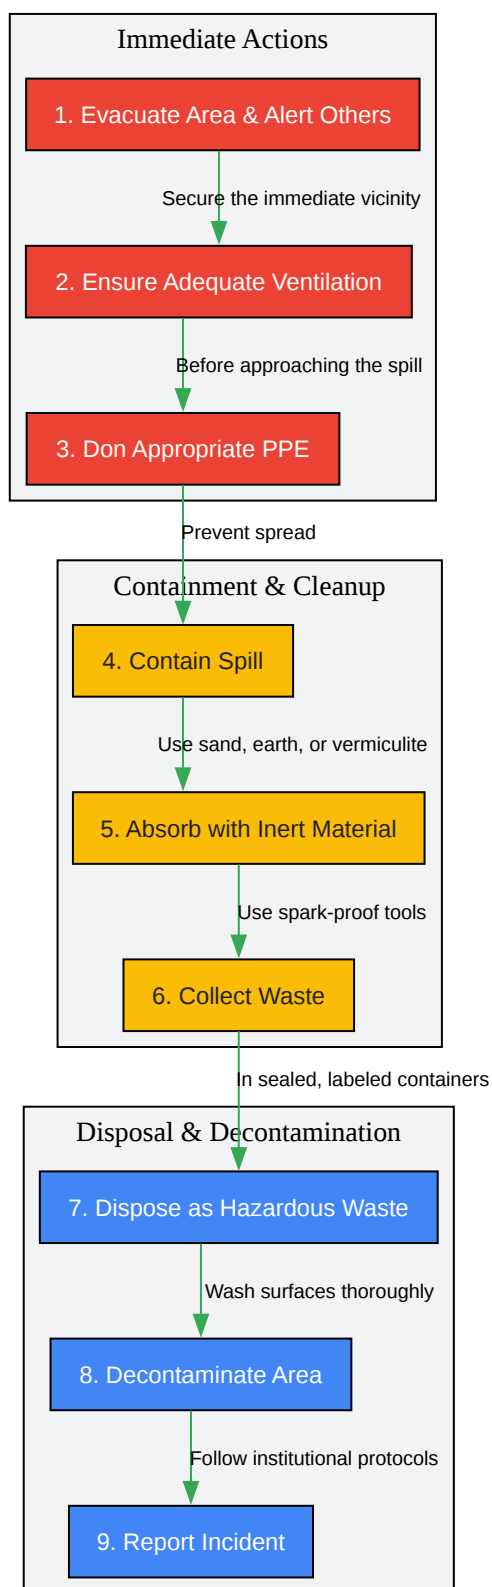 Immediate Actions
1. Evacuate Area & Alert Others
Secure the immediate vicinity
2. Ensure Adequate Ventilation
Before approaching the spill
3. Don Appropriate PPE
Prevent spread
Containment & Cleanup
4. Contain Spill
Use sand, earth, or vermiculite
5. Absorb with Inert Material
Use spark-proof tools
6. Collect Waste
In sealed, labeled containers
Disposal & Decontamination
7. Dispose as Hazardous Waste
Wash surfaces thoroughly
8. Decontaminate Area
Follow institutional protocols
9. Report Incident